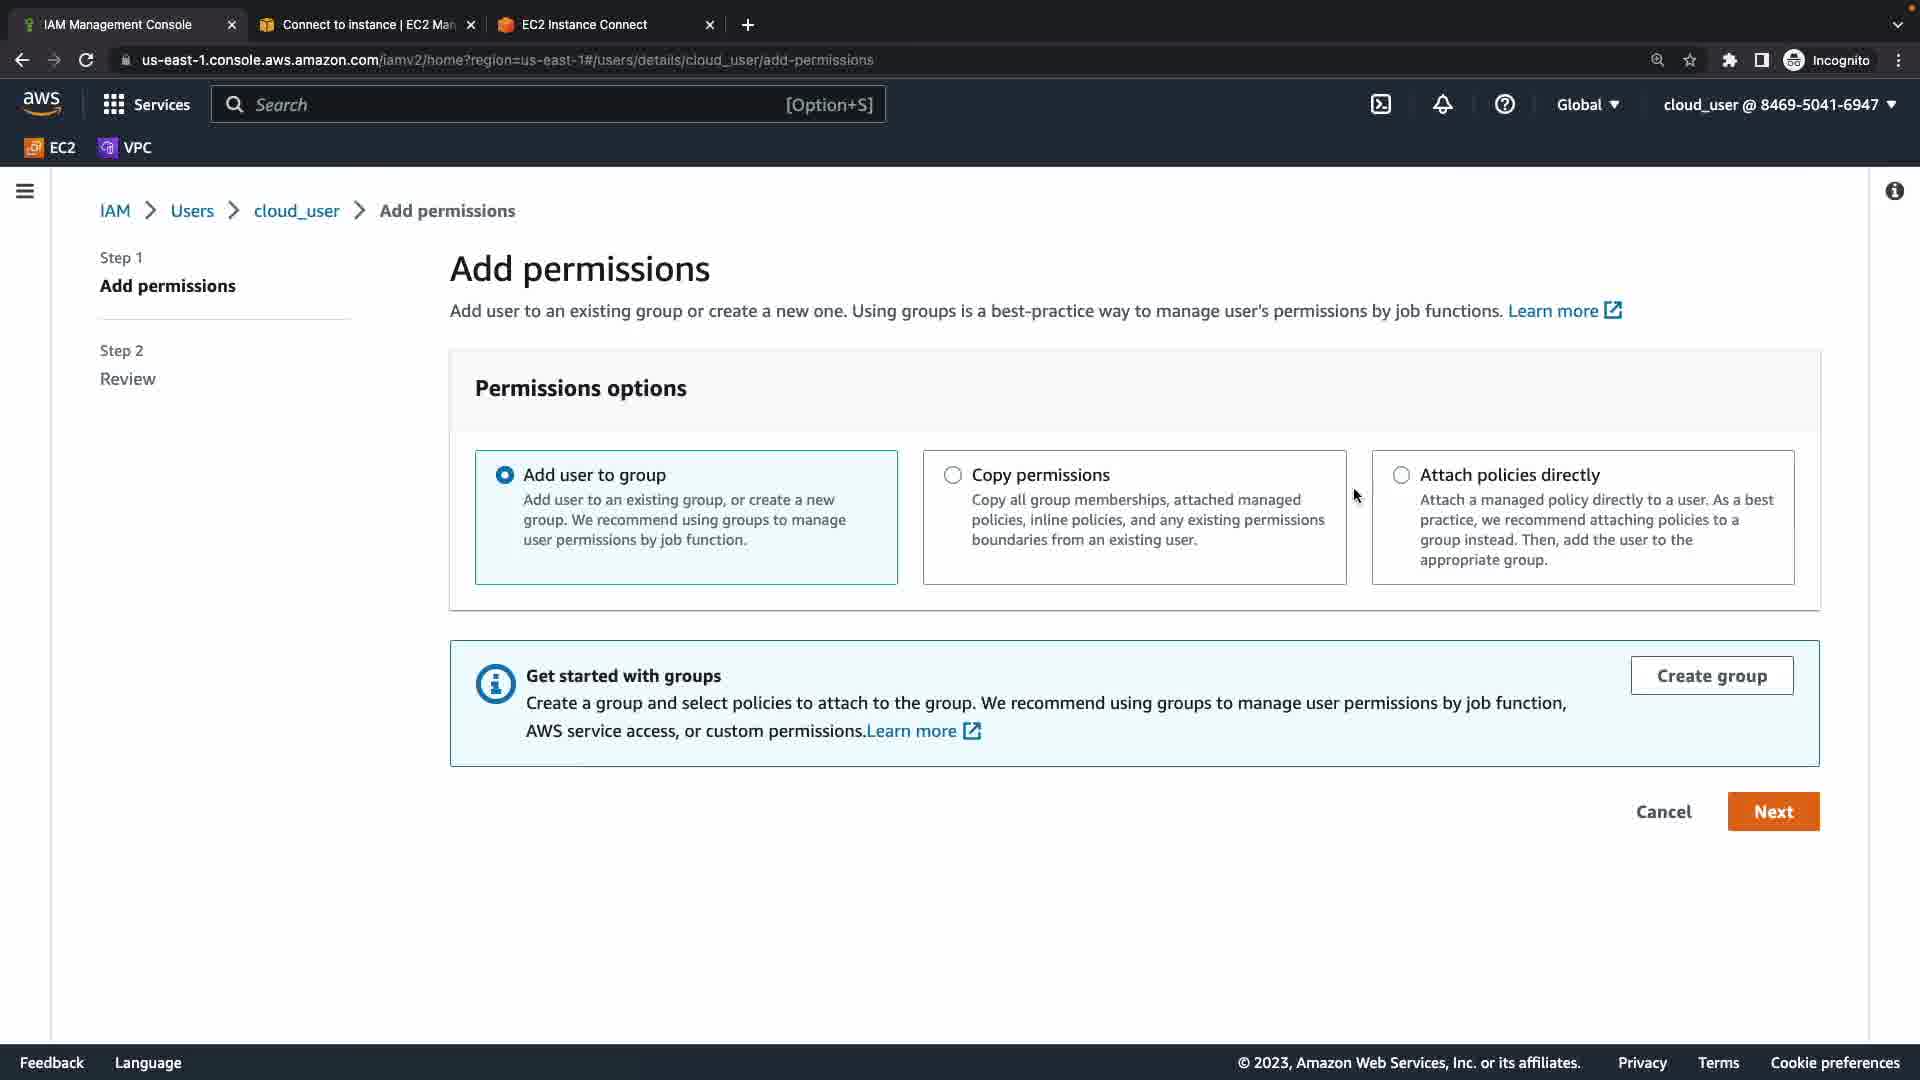 IAM Management Console
Connect to instance | EC2 Man
EC2 Instance Connect
us-east-1.console.aws.amazon.com/iamv2/home?region=us-east-1#/users/details/cloud_user/add-permissions
Incognito
aws
Services
Search
[Option+S]
Global
cloud_user @ 8469-5041-6947
EC2
VPC
IAM
Users
cloud_user
Add permissions
Step 1
Add permissions
Step 2
Review
Add permissions
Add user to an existing group or create a new one. Using groups is a best-practice way to manage user's permissions by job functions. Learn more
Permissions options
Add user to group
Add user to an existing group, or create a new
group. We recommend using groups to manage
user permissions by job function.
Copy permissions
Copy all group memberships, attached managed
policies, inline policies, and any existing permissions
boundaries from an existing user.
Attach policies directly
Attach a managed policy directly to a user. As a best
practice, we recommend attaching policies to a
group instead. Then, add the user to the
appropriate group.
Get started with groups
Create a group and select policies to attach to the group. We recommend using groups to manage user permissions by job function,
AWS service access, or custom permissions.Learn more
Create group
Cancel
Next
Feedback
Language
© 2023, Amazon Web Services, Inc. or its affiliates.
Privacy
Terms
Cookie preferences